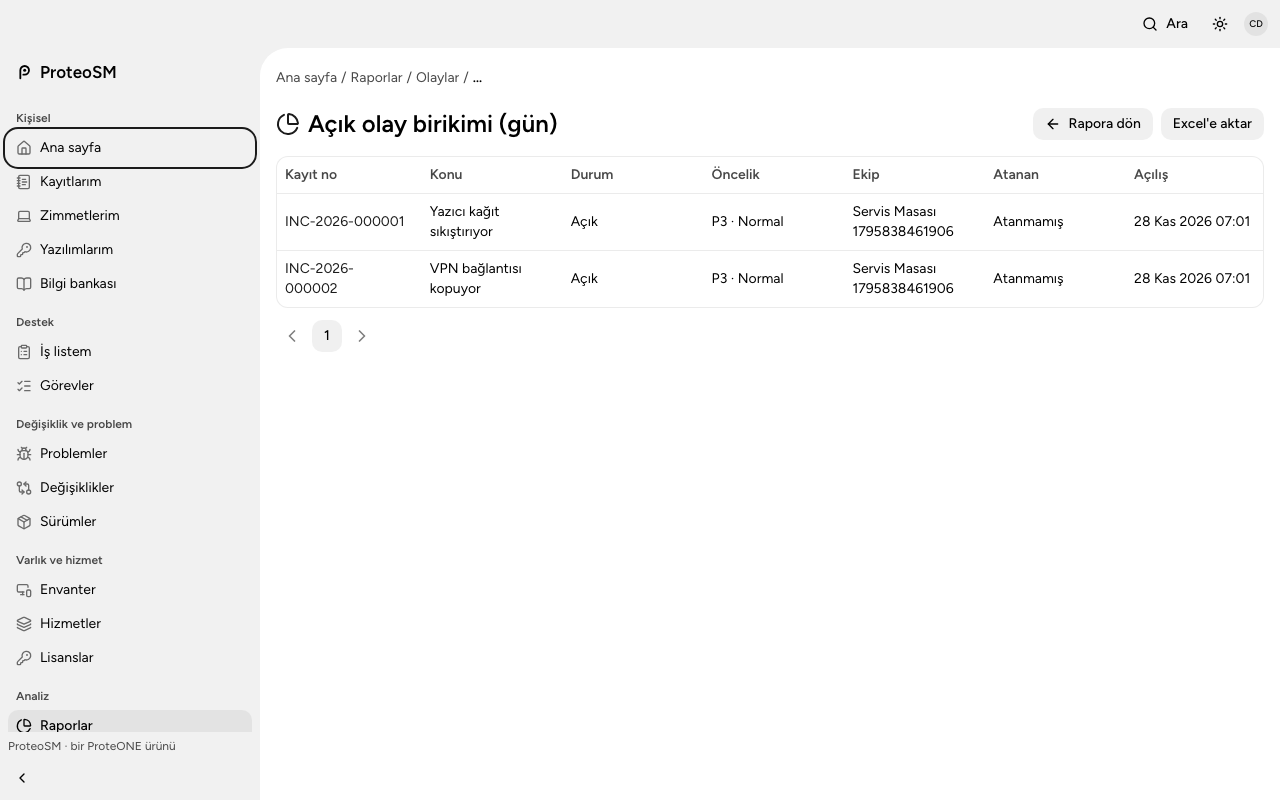 Ara
CD
ProteoSM
Kişisel
Ana sayfa
Kayıtlarım
Zimmetlerim
Yazılımlarım
Bilgi bankası
Destek
İş listem
Görevler
Değişiklik ve problem
Problemler
Değişiklikler
Sürümler
Varlık ve hizmet
Envanter
Hizmetler
Lisanslar
Analiz
Raporlar
ProteoSM · bir ProteONE ürünü
Ana sayfa / Raporlar / Olaylar / ...
Açık olay birikimi (gün)
Rapora dön
Excel'e aktar
Kayıt no Konu Durum Öncelik Ekip Atanan Açılış
INC-2026-000001 Yazıcı kağıt sıkıştırıyor Açık P3 · Normal Servis Masası 1795838461906 Atanmamış 28 Kas 2026 07:01
INC-2026-000002 VPN bağlantısı kopuyor Açık P3 · Normal Servis Masası 1795838461906 Atanmamış 28 Kas 2026 07:01
1